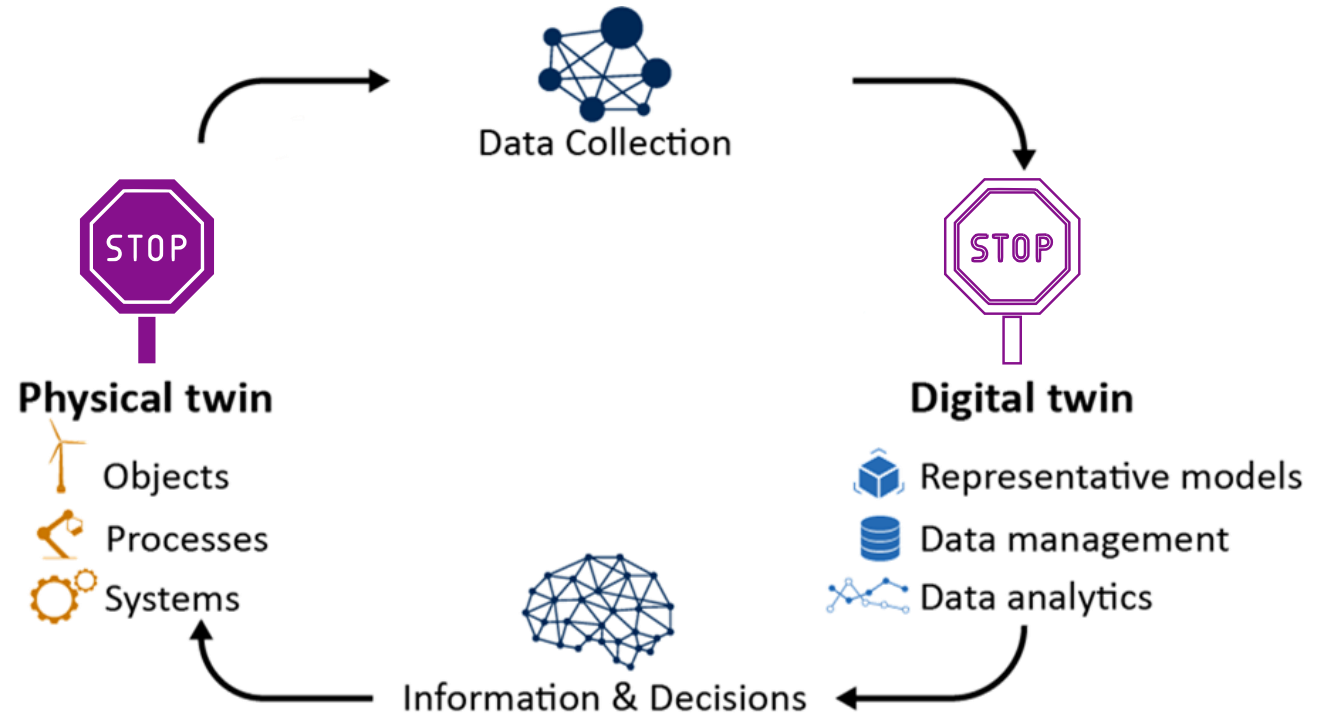 Data Collection
STOP
STOP
Physical twin
Digital twin
Objects
Representative models
Processes
Data management
Systems
Data analytics
Information & Decisions